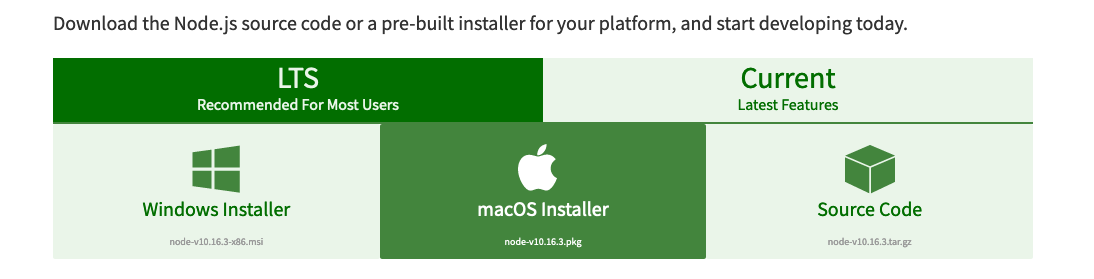 Download the Node.js source code or a pre-built installer for your platform, and start developing today.
LTS
Recommended For Most Users
Current
Latest Features
Windows Installer
node-v10.16.3-x86.msi
macOS Installer
node-v10.16.3.pkg
Source Code
node-v10.16.3.tar.gz